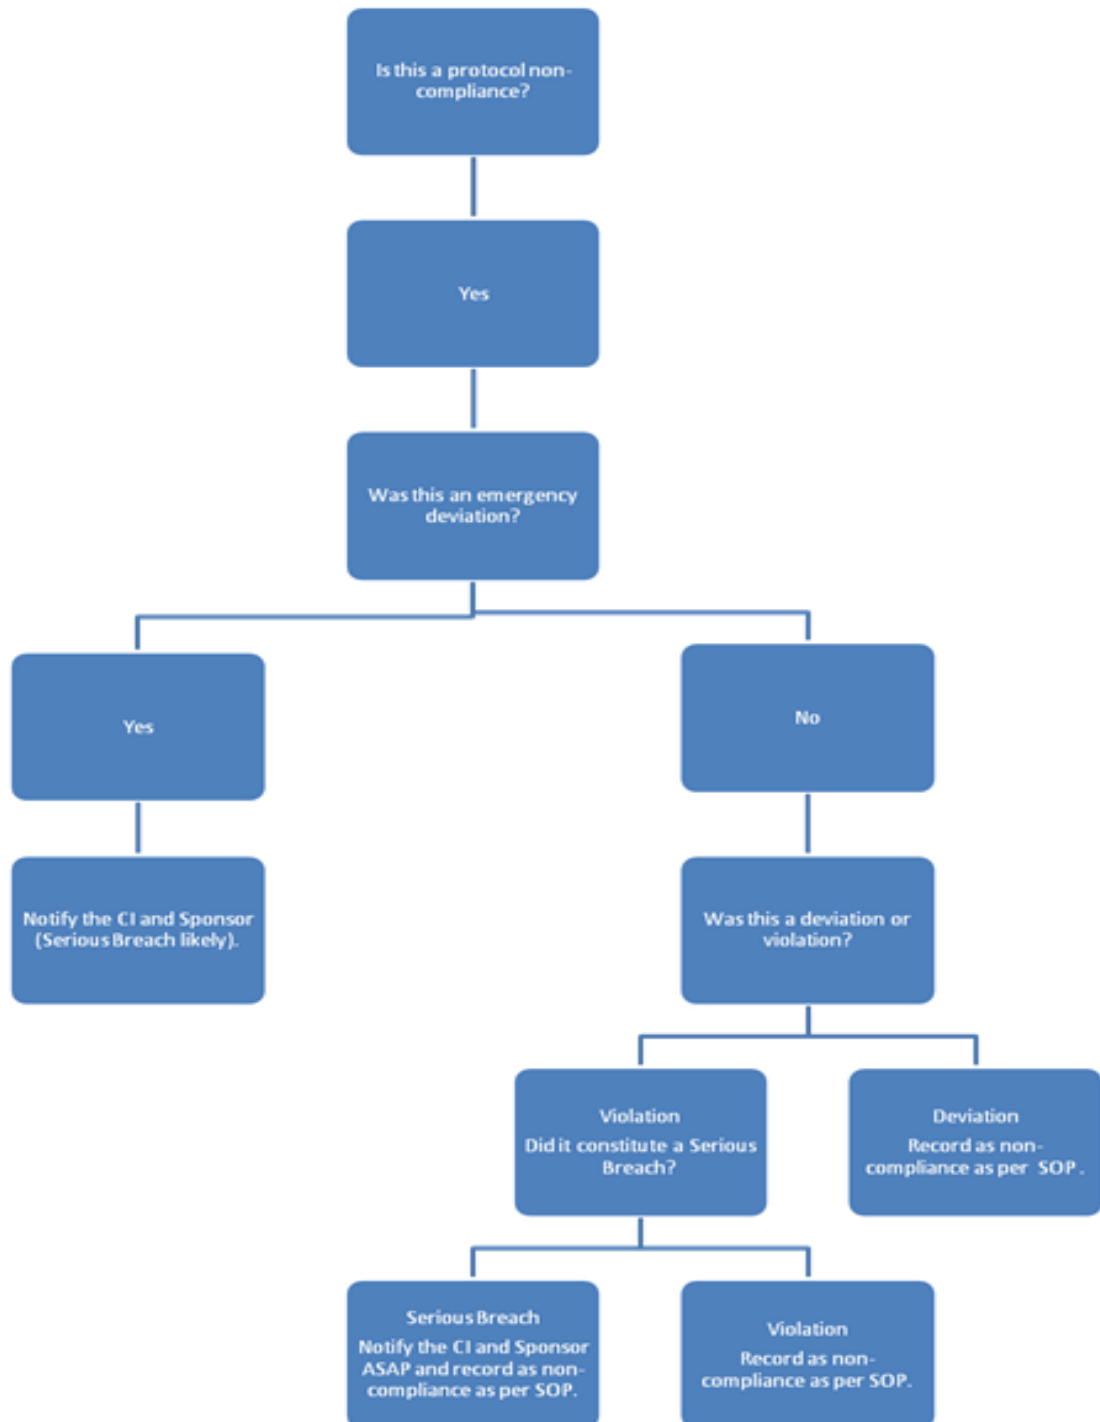 Is this a protocol non-
compliance?
Yes
Was this an emergency
deviation?
Yes
No
Notify the CI and Sponsor
(Serious Breach likely).
Was this a deviation or
violation?
Violation
Did it constitute a Serious
Breach?
Deviation
Record as non-
compliance as per SOP.
Serious Breach
Notify the CI and Sponsor
ASAP and record as non-
compliance as per SOP.
Violation
Record as non-
compliance as per SOP.